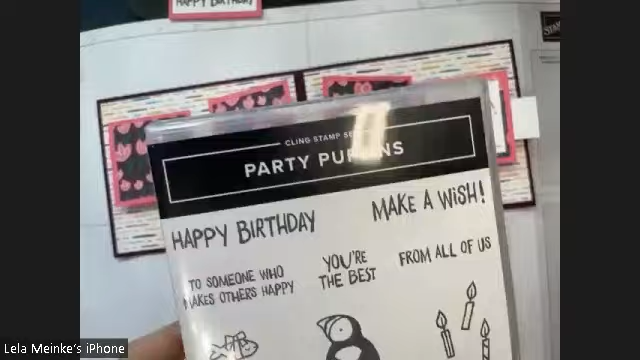 HAPPY BIRTHDAY
CLING STAMP SE
PARTY PUFFINS
HAPPY BIRTHDAY
MAKE A WiSH!
TO SOMEONE WHO
MAKES OTHERS HAPPY
YOU'RE
THE BEST
FROM ALL OF US
Lela Meinke's iPhone